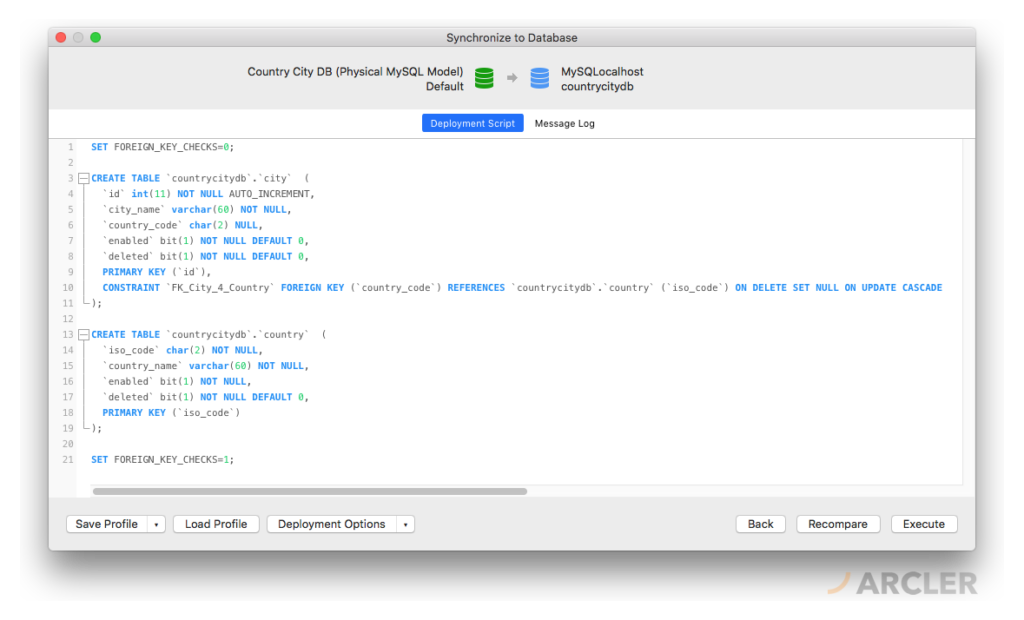 Synchronize to Database
Country City DB (Physical MySQL Model)
Default
MySQLocalhost
countrycitydb
Deployment Script
Message Log
1 SET FOREIGN_KEY_CHECKS=0;
2
3 CREATE TABLE `countrycitydb`.`city`  (
4 `id` int(11) NOT NULL AUTO_INCREMENT,
5 `city_name` varchar(60) NOT NULL,
6 `country_code` char(2) NULL,
7 `enabled` bit(1) NOT NULL DEFAULT 0,
8 `deleted` bit(1) NOT NULL DEFAULT 0,
9 PRIMARY KEY (`id`),
10 CONSTRAINT `FK_City_4_Country` FOREIGN KEY (`country_code`) REFERENCES `countrycitydb`.`country` (`iso_code`) ON DELETE SET NULL ON UPDATE CASCADE
11 );
12
13 CREATE TABLE `countrycitydb`.`country`  (
14 `iso_code` char(2) NOT NULL,
15 `country_name` varchar(60) NOT NULL,
16 `enabled` bit(1) NOT NULL,
17 `deleted` bit(1) NOT NULL DEFAULT 0,
18 PRIMARY KEY (`iso_code`)
19 );
20
21 SET FOREIGN_KEY_CHECKS=1;
Save Profile
Load Profile
Deployment Options
Back
Recompare
Execute
ARCLER